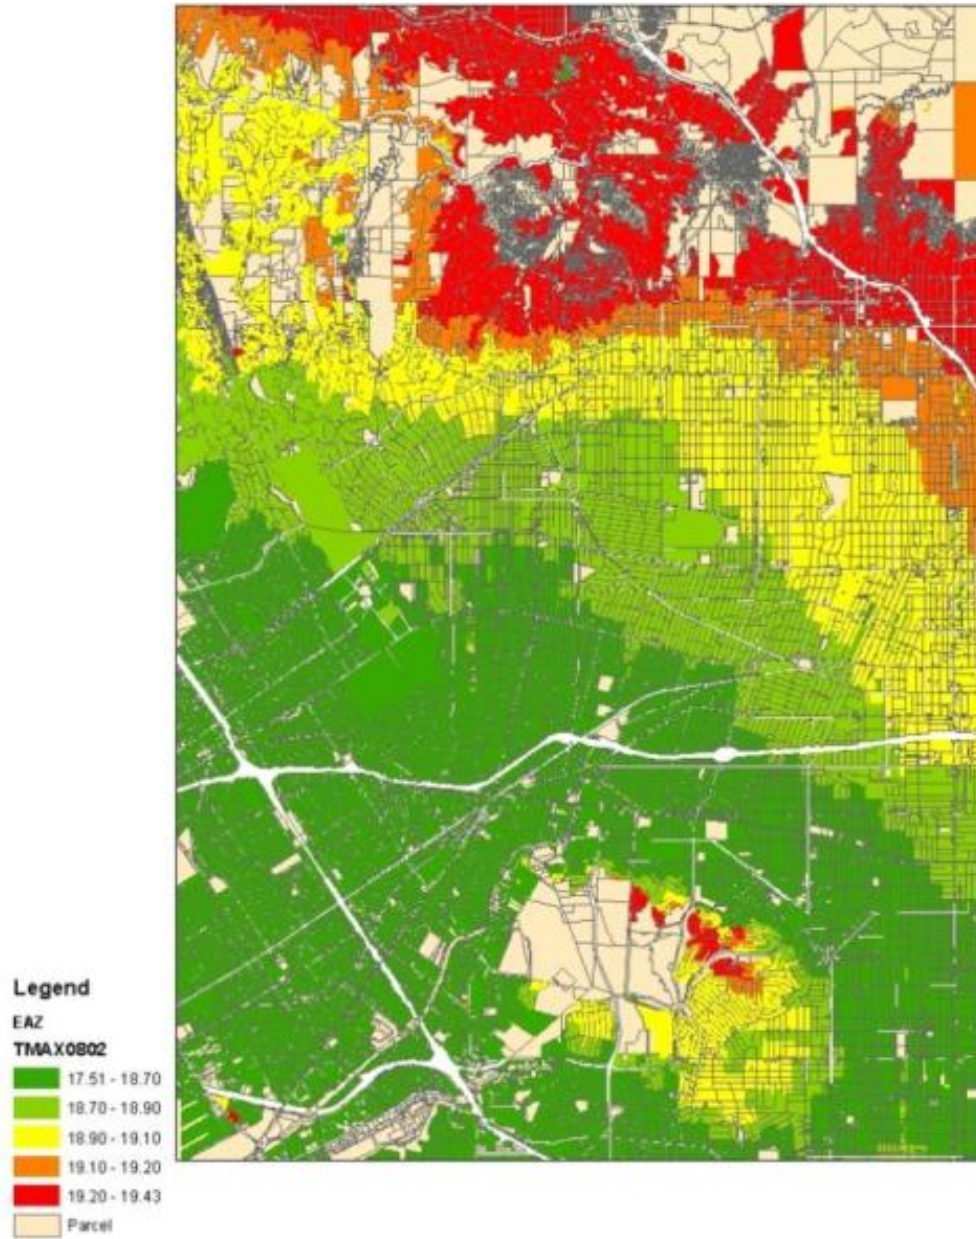 Legend
EAZ
TMAX0802
17.51 - 18.70
18.70 - 18.90
18.90 - 19.10
19.10 - 19.20
19.20 - 19.43
Parcel